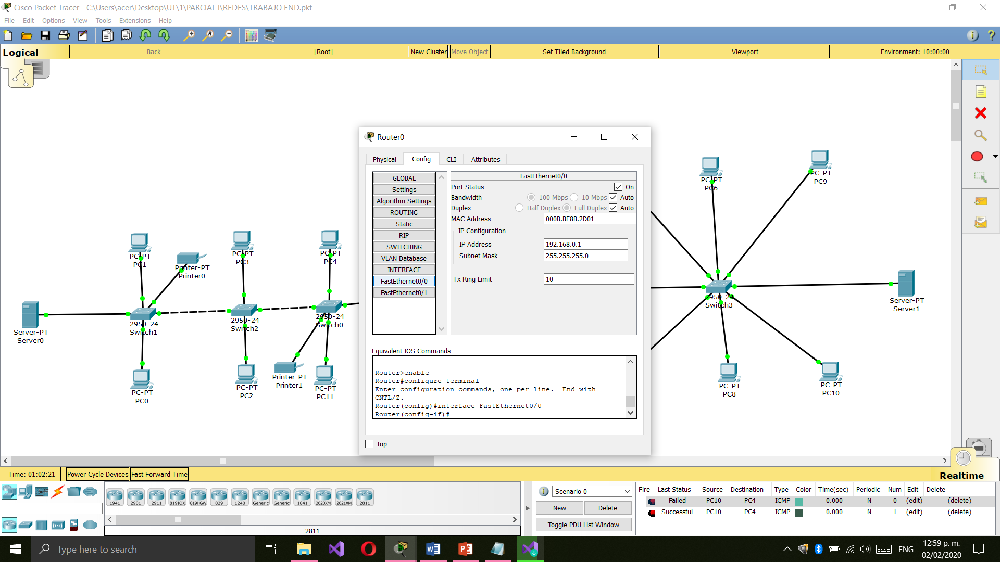 Cisco Packet Tracer - C:\Users\acer\Desktop\UT\1\PARCIAL I\REDES\TRABAJO END.pkt
File Edit Options View Tools Extensions Help
Logical Back [Root] New Cluster Move Object Set Tiled Background Viewport Environment: 10:00:00
Router0
Physical Config CLI Attributes
GLOBAL
Settings
Algorithm Settings
ROUTING
Static
RIP
SWITCHING
VLAN Database
INTERFACE
FastEthernet0/0
FastEthernet0/1
FastEthernet0/0
Port Status On
Bandwidth 100 Mbps 10 Mbps Auto
Duplex Half Duplex Full Duplex Auto
MAC Address 000B.BE8B.2D01
IP Configuration
IP Address 192.168.0.1
Subnet Mask 255.255.255.0
Tx Ring Limit 10
Equivalent IOS Commands
Router>enable
Router#configure terminal
Enter configuration commands, one per line. End with
CNTL/Z.
Router(config)#interface FastEthernet0/0
Router(config-if)#
Top
PC-PT
PC1
Printer-PT
Printer0
PC-PT
PC3
PC-PT
PC4
Server-PT
Server0
2950-24
Switch1
2950-24
Switch2
2950-24
Switch0
PC-PT
PC0
PC-PT
PC2
Printer-PT
Printer1
PC-PT
PC11
PC-PT
PC6
PC-PT
PC9
2950-24
Switch3
Server-PT
Server1
PC-PT
PC8
PC-PT
PC10
Time: 01:02:21 Power Cycle Devices Fast Forward Time
Realtime
1941 2901 2911 819IOX 819HGW 829 1240 Generic Generic 1841 2620XM 2621XM 2811
2811
Scenario 0
New Delete
Toggle PDU List Window
Fire Last Status Source Destination Type Color Time(sec) Periodic Num Edit Delete
Failed PC10 PC4 ICMP 0.000 N 0 (edit) (delete)
Successful PC10 PC4 ICMP 0.000 N 1 (edit) (delete)
Type here to search
ENG
12:59 p. m.
02/02/2020